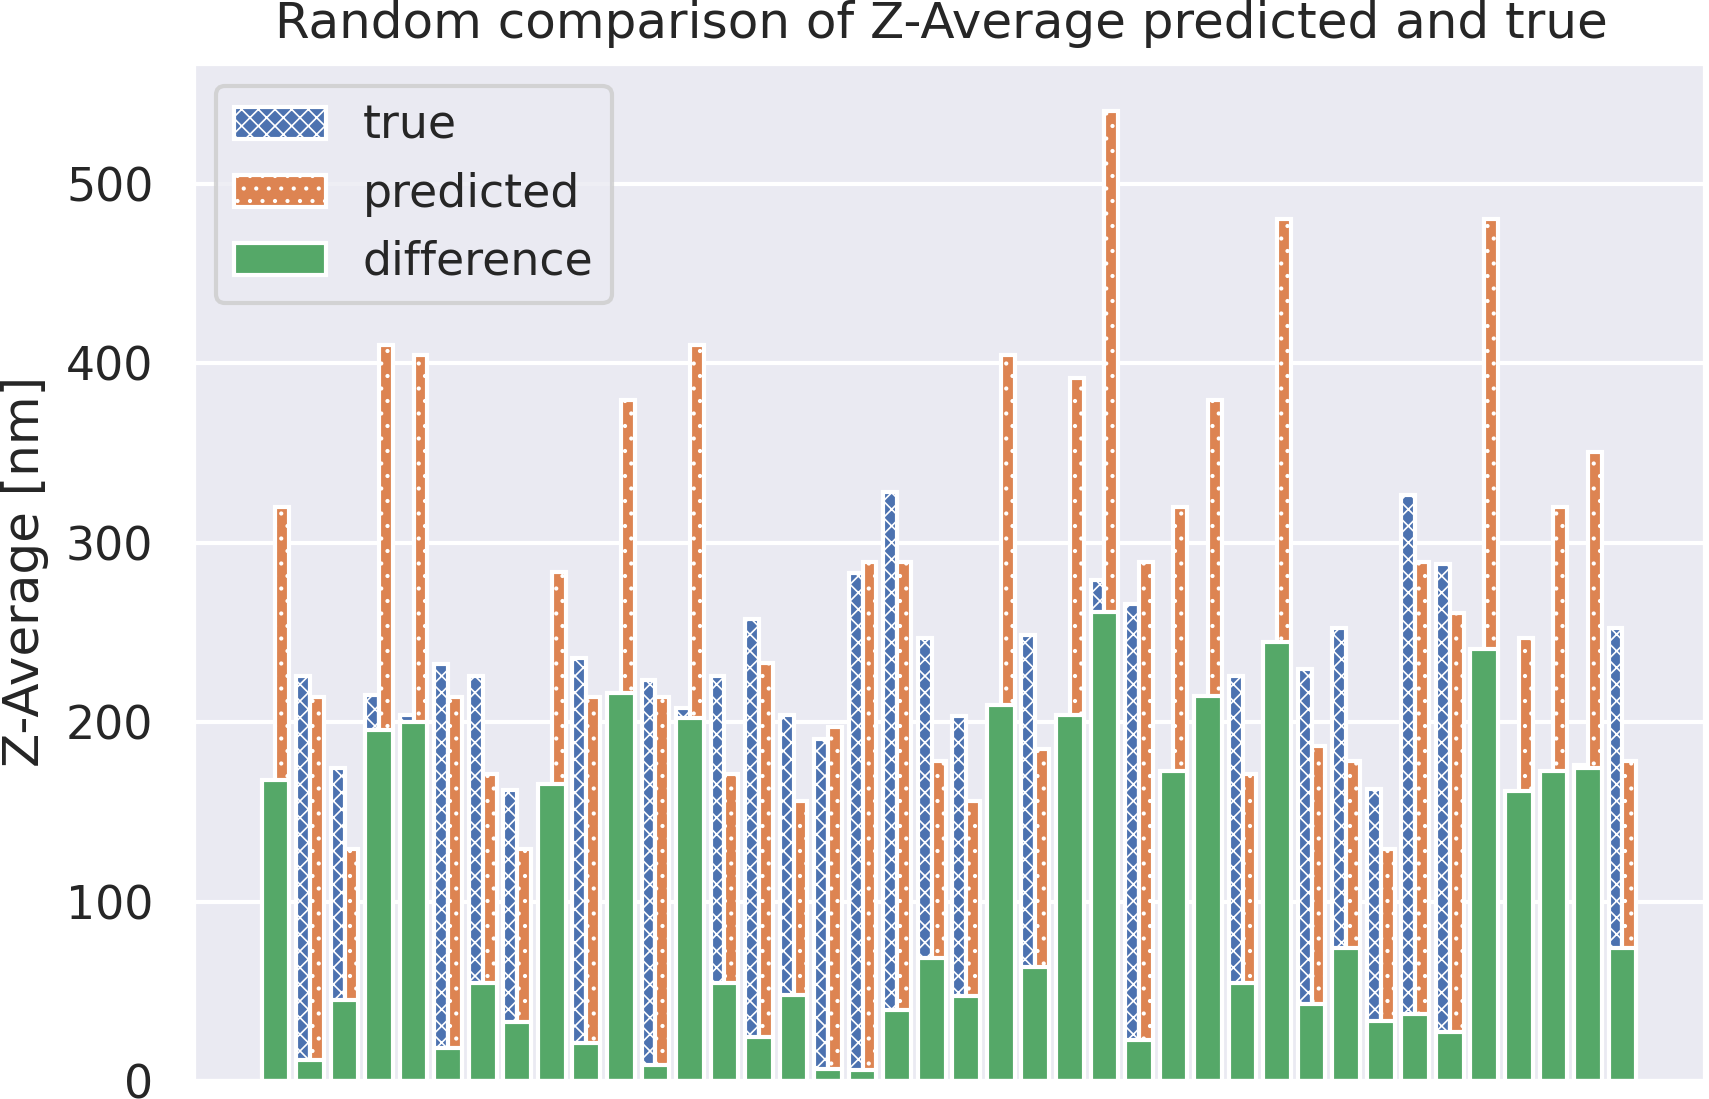 Random comparison of Z-Average predicted and true
true
predicted
difference
Z-Average [nm]
500
400
300
200
100
0